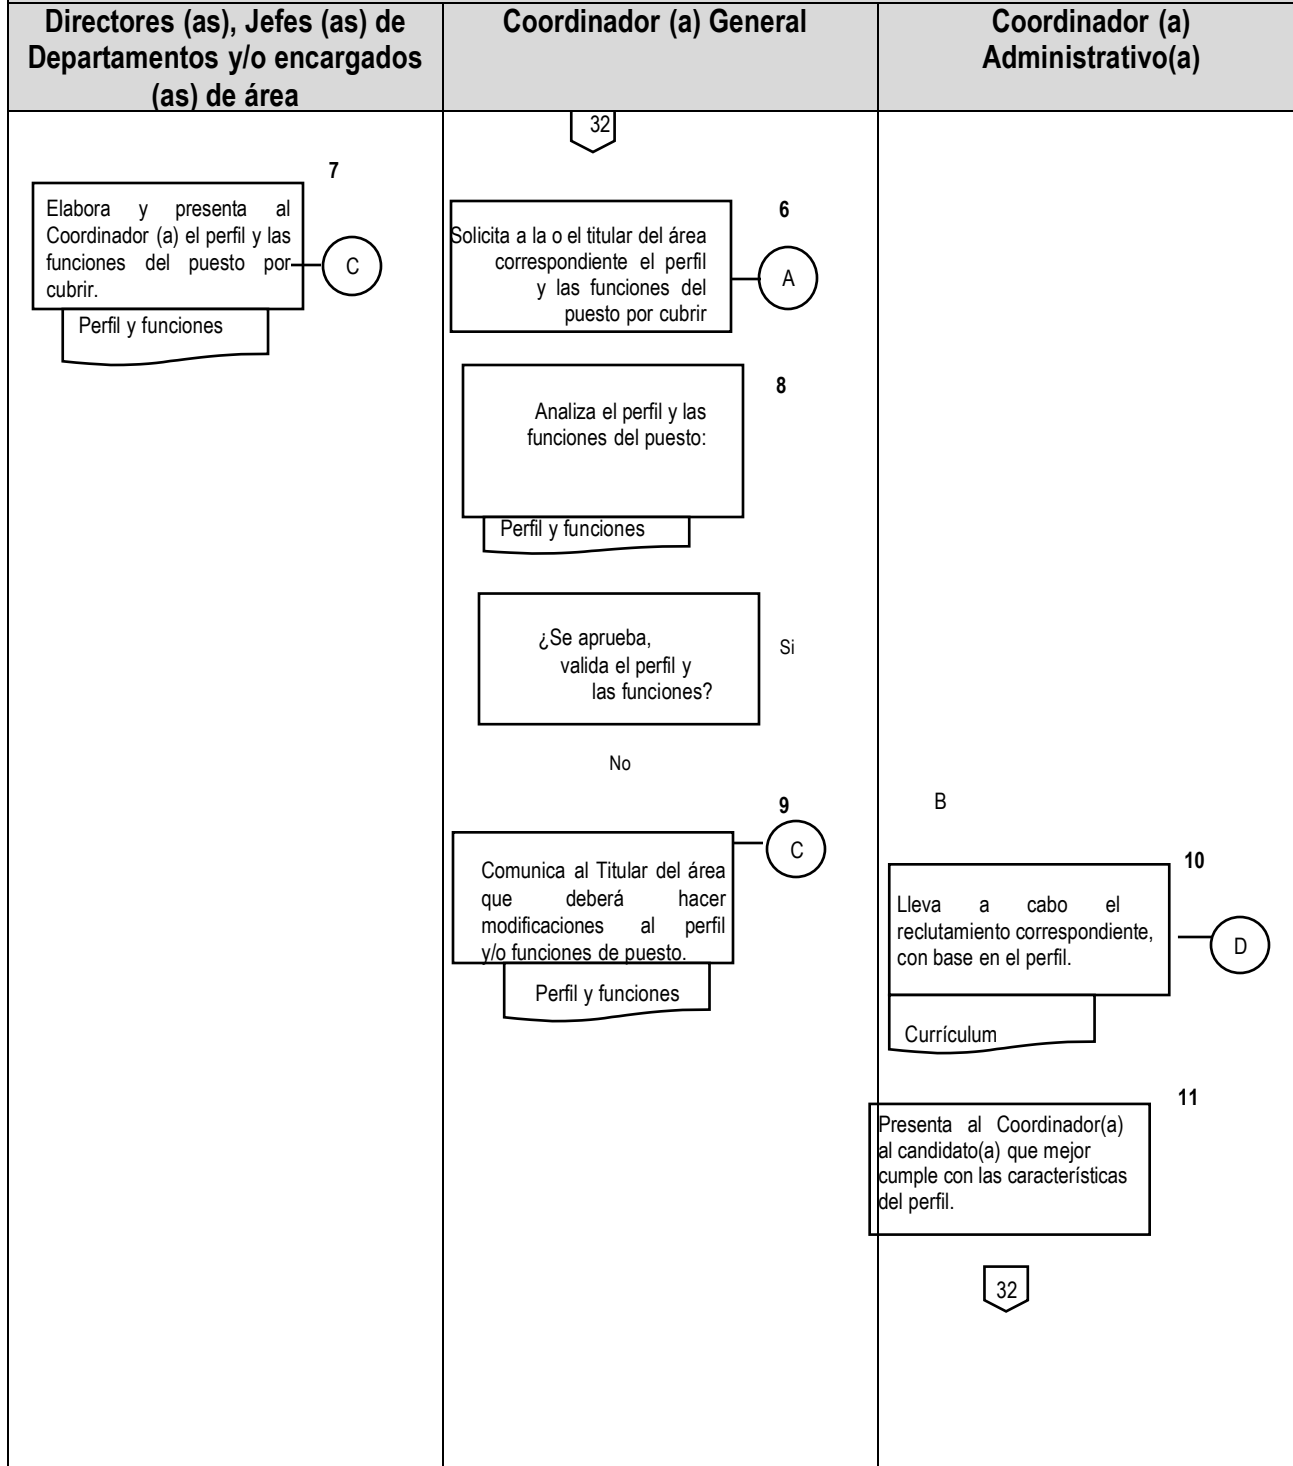 Directores (as), Jefes (as) de
Departamentos y/o encargados
(as) de área
Coordinador (a) General
Coordinador (a)
Administrativo(a)
7
Elabora y presenta al
Coordinador (a) el perfil y las
funciones del puesto por
cubrir.
C
Perfil y funciones
32
6
Solicita a la o el titular del área
correspondiente el perfil
y las funciones del
puesto por cubrir
A
8
Analiza el perfil y las
funciones del puesto:
Perfil y funciones
¿Se aprueba,
valida el perfil y
las funciones?
Si
No
9
C
Comunica al Titular del área
que deberá hacer
modificaciones al perfil
y/o funciones de puesto.
Perfil y funciones
B
10
Lleva a cabo el
reclutamiento correspondiente,
con base en el perfil.
D
Currículum
11
Presenta al Coordinador(a)
al candidato(a) que mejor
cumple con las características
del perfil.
32